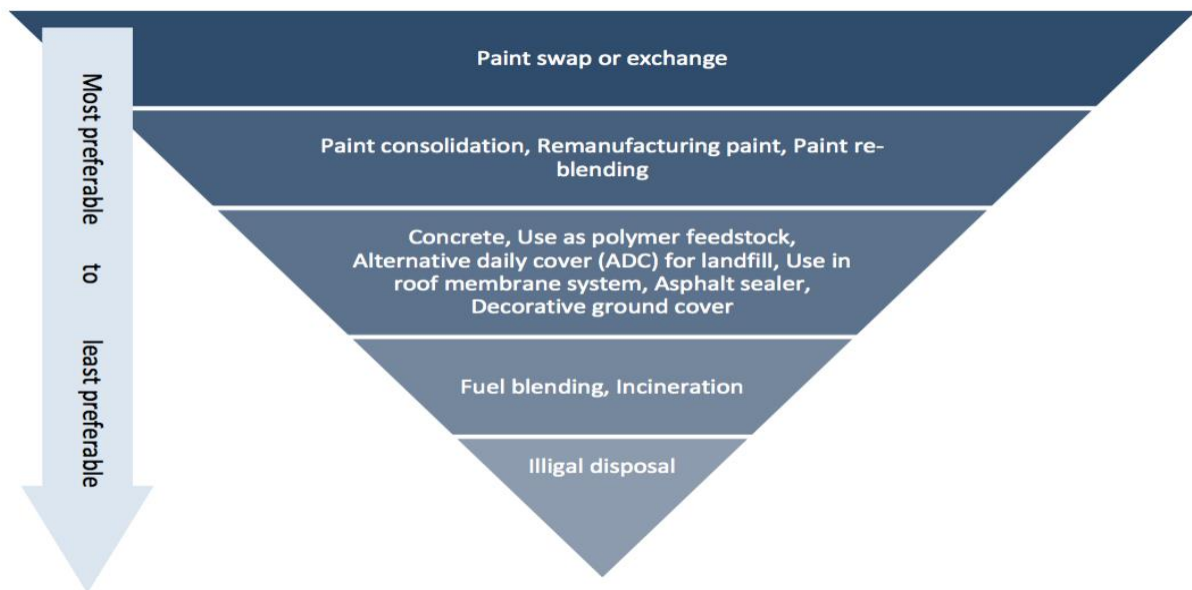 Most preferable to least preferable
Paint swap or exchange
Paint consolidation, Remanufacturing paint, Paint re-
blending
Concrete, Use as polymer feedstock,
Alternative daily cover (ADC) for landfill, Use in
roof membrane system, Asphalt sealer,
Decorative ground cover
Fuel blending, Incineration
Illigal disposal